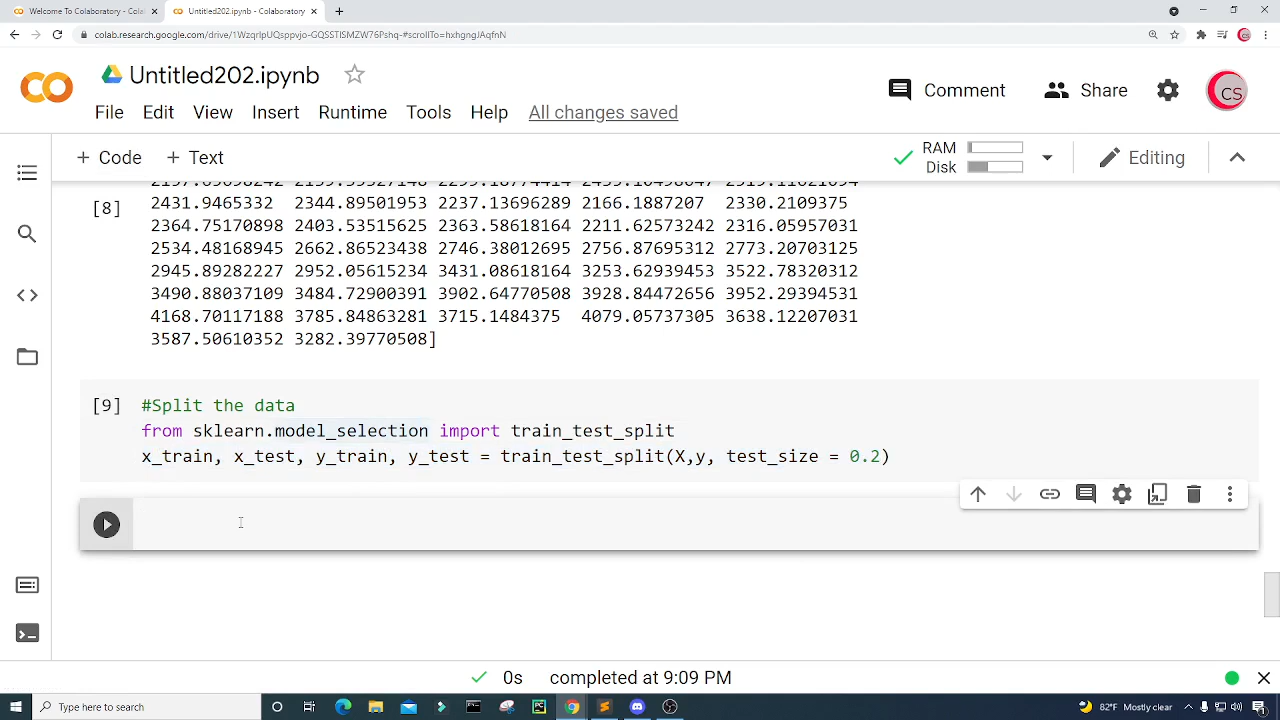 Welcome To Colaboratory - Colab
Untitled202.ipynb - Colaboratory
colab.research.google.com/drive/1WzqrIpUQsppvjo-GQSSTISMZW76Pshq-#scrollTo=hxhgngJAqfnN
Untitled202.ipynb
CS
File Edit View Insert Runtime Tools Help All changes saved
Comment
Share
+ Code + Text
RAM
Disk
Editing
[8]
2431.9465332 2344.89501953 2237.13696289 2166.1887207 2330.2109375
2364.75170898 2403.53515625 2363.58618164 2211.62573242 2316.05957031
2534.48168945 2662.86523438 2746.38012695 2756.87695312 2773.20703125
2945.89282227 2952.05615234 3431.08618164 3253.62939453 3522.78320312
3490.88037109 3484.72900391 3902.64770508 3928.84472656 3952.29394531
4168.70117188 3785.84863281 3715.1484375 4079.05737305 3638.12207031
3587.50610352 3282.39770508]
[9] #Split the data
from sklearn.model_selection import train_test_split
x_train, x_test, y_train, y_test = train_test_split(X,y, test_size = 0.2)
0s completed at 9:09 PM
Type here to search
82°F Mostly clear